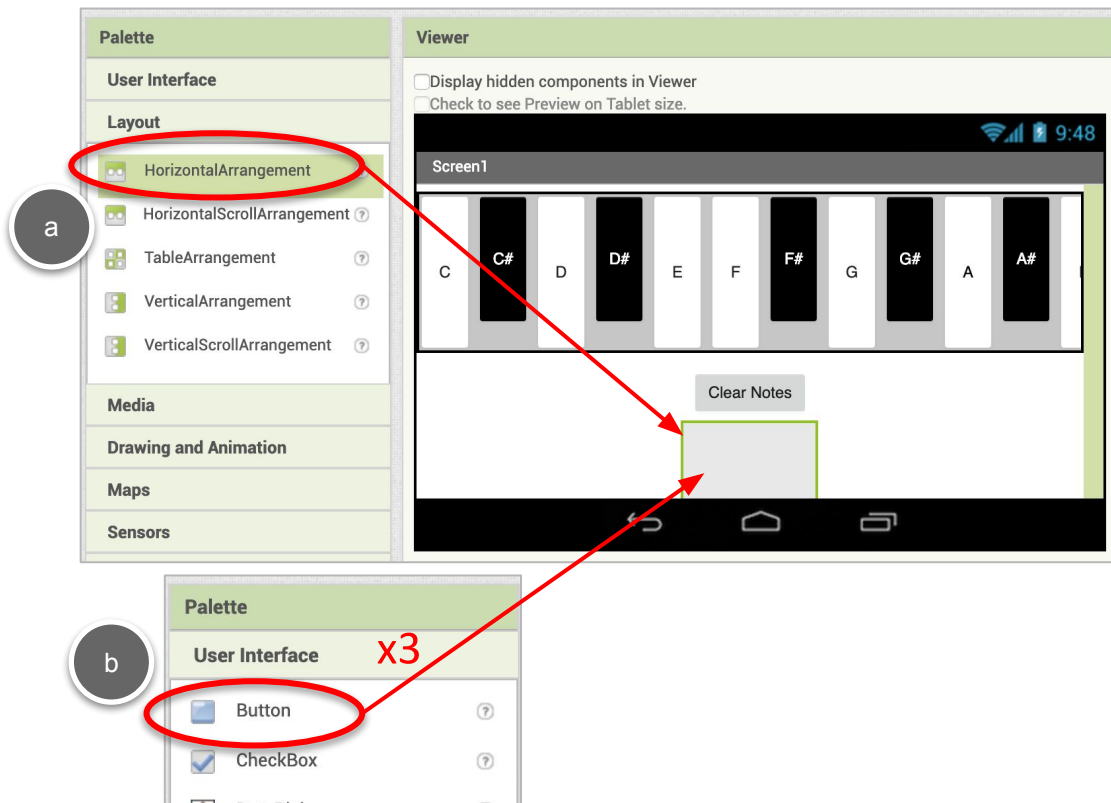 Palette
User Interface
Layout
HorizontalArrangement
HorizontalScrollArrangement ?
TableArrangement ?
VerticalArrangement ?
VerticalScrollArrangement ?
Media
Drawing and Animation
Maps
Sensors
a
Viewer
Display hidden components in Viewer
Check to see Preview on Tablet size.
9:48
Screen1
C C# D D# E F F# G G# A A#
Clear Notes
b
Palette
User Interface
x3
Button ?
CheckBox ?